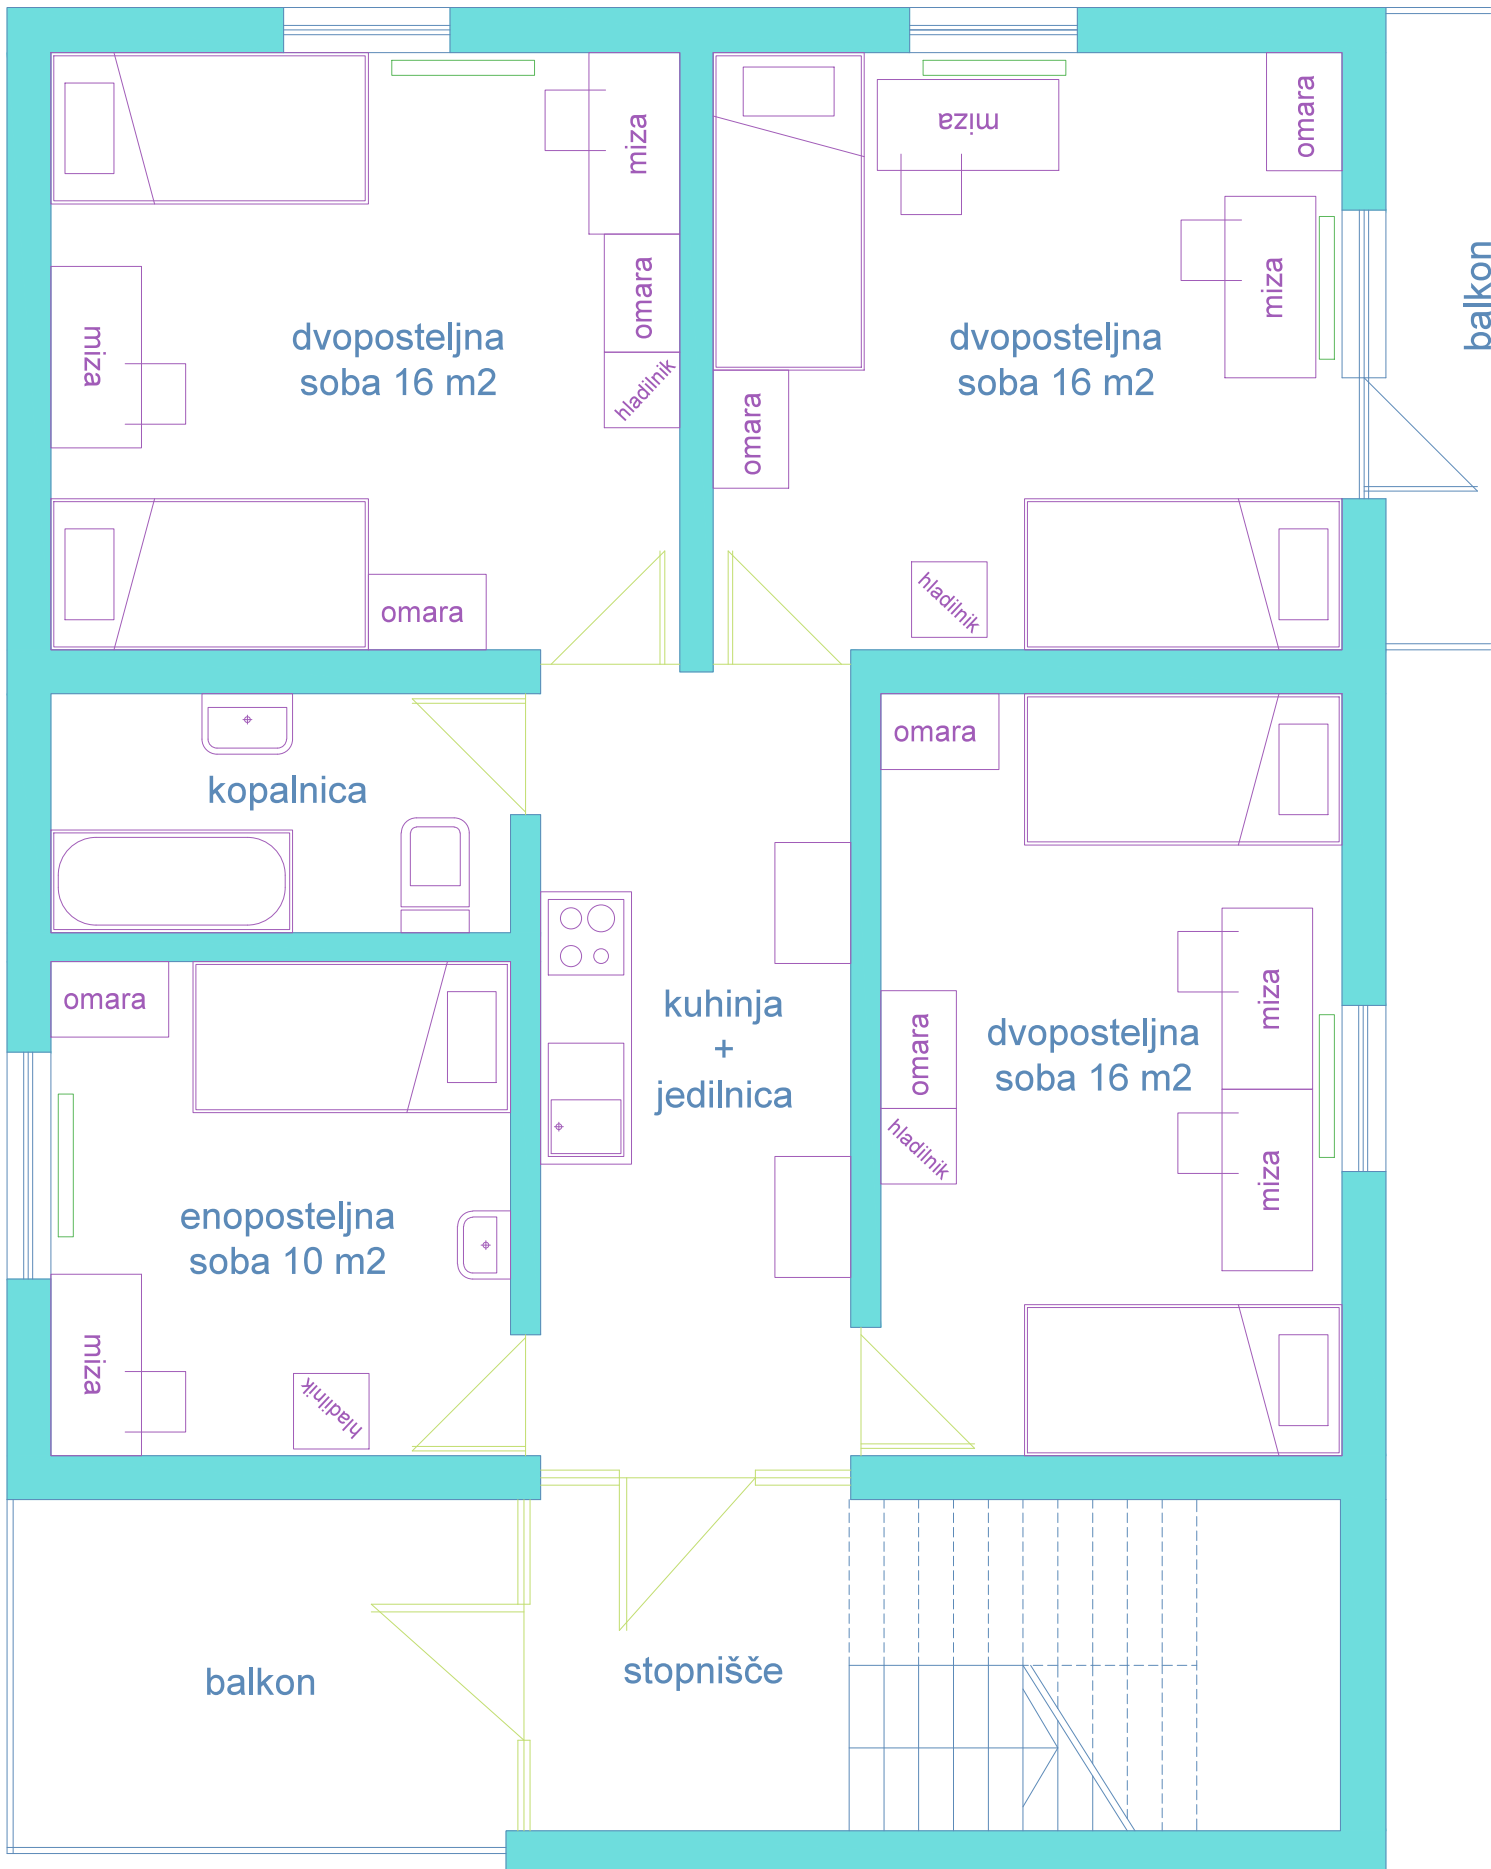 miza
miza
omara
omara
miza
balkon
miza
omara
dvoposteljna
soba 16 m2
dvoposteljna
soba 16 m2
miza
hladilnik
omara
hladilnik
omara
omara
kopalnica
omara
kuhinja
+
jedilnica
miza
omara
dvoposteljna
soba 16 m2
hladilnik
miza
enoposteljna
soba 10 m2
miza
hladilnik
balkon
stopnišče